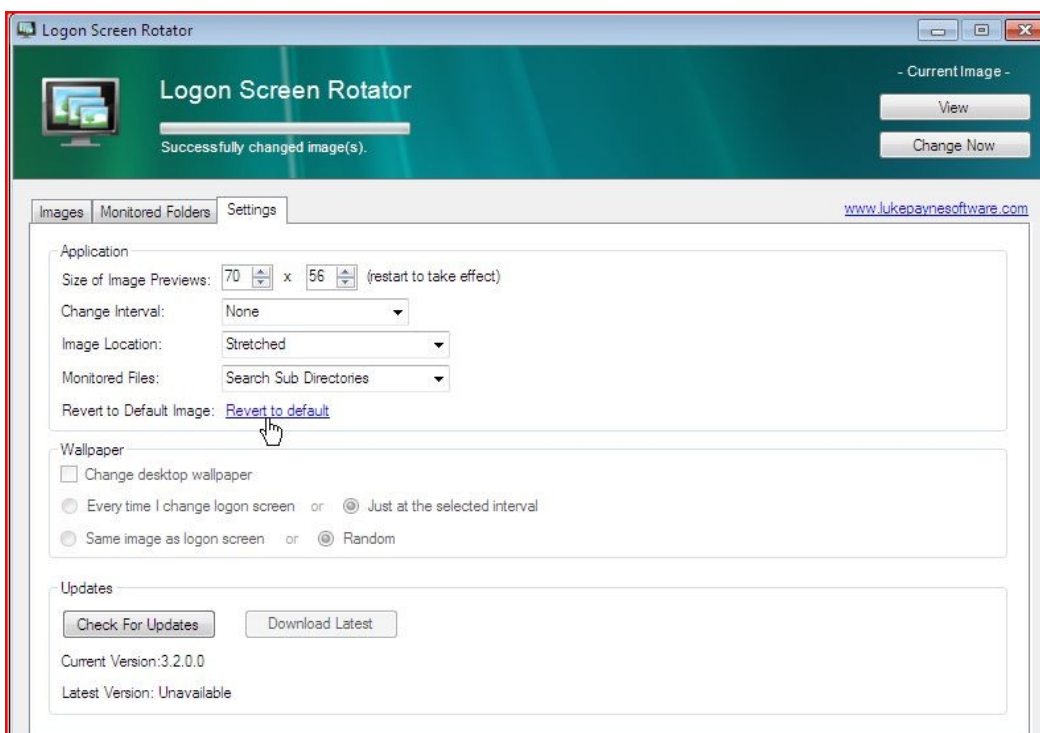 Logon Screen Rotator
- Current Image -
Logon Screen Rotator
View
Successfully changed image(s).
Change Now
Images Monitored Folders Settings www.lukepaynesoftware.com
Application
Size of Image Previews: 70 x 56 (restart to take effect)
Change Interval: None
Image Location: Stretched
Monitored Files: Search Sub Directories
Revert to Default Image: Revert to default
Wallpaper
Change desktop wallpaper
Every time I change logon screen or Just at the selected interval
Same image as logon screen or Random
Updates
Check For Updates Download Latest
Current Version:3.2.0.0
Latest Version: Unavailable